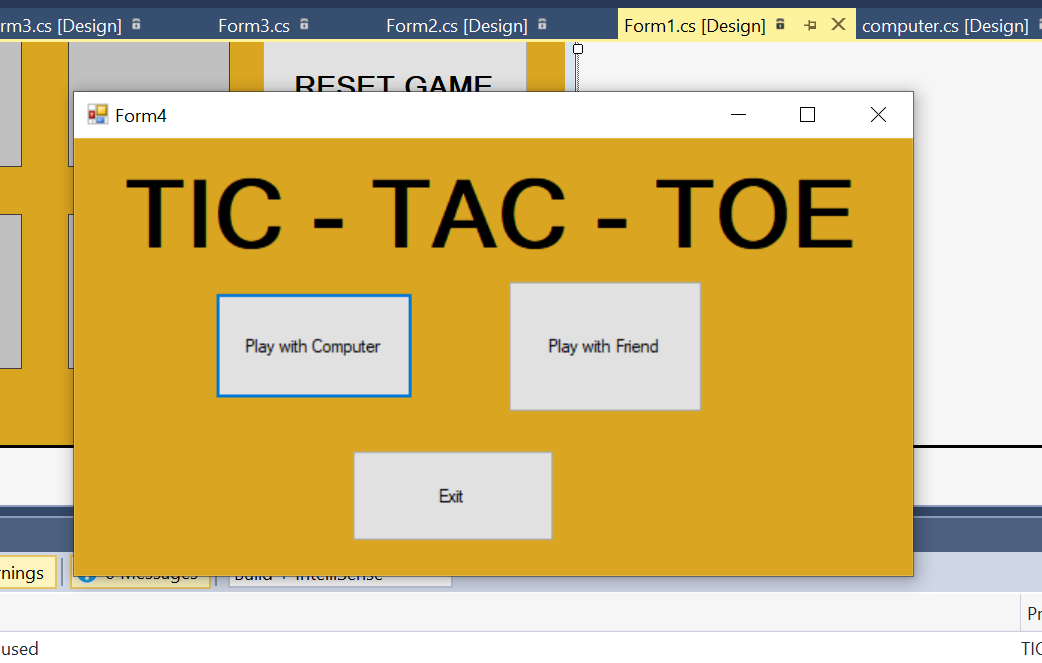 rm3.cs [Design] Form3.cs Form2.cs [Design] Form1.cs [Design] computer.cs [Design]
RESET GAME
Form4
TIC - TAC - TOE
Play with Computer Play with Friend
Exit
rnings 0 Messages Build + IntelliSense
Pr
used TIC